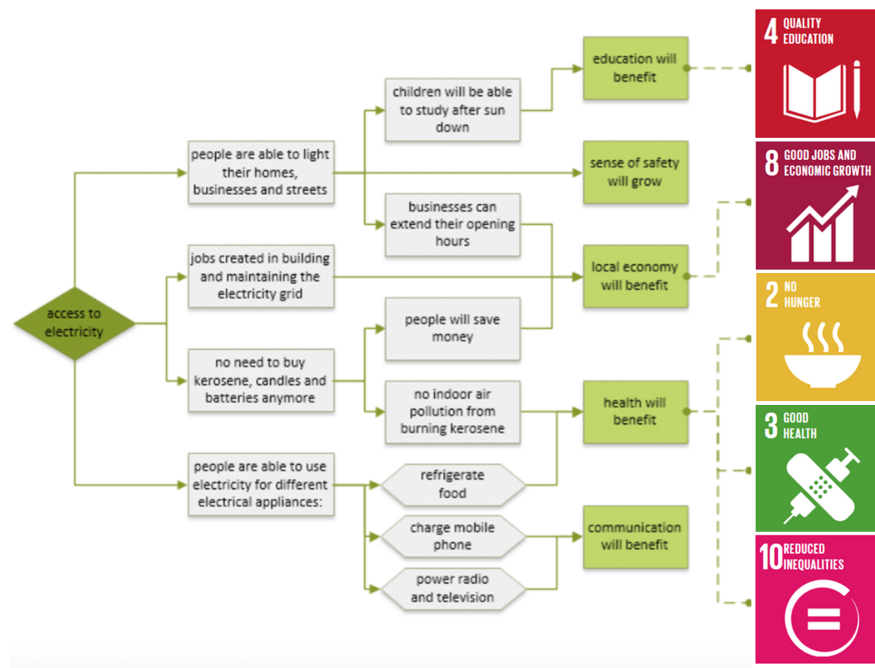 access to
electricity
people are able to light
their homes,
businesses and streets
jobs created in building
and maintaining the
electricity grid
no need to buy
kerosene, candles and
batteries anymore
people are able to use
electricity for different
electrical appliances:
children will be able
to study after sun
down
businesses can
extend their opening
hours
people will save
money
no indoor air
pollution from
burning kerosene
refrigerate
food
charge mobile
phone
power radio
and television
education will
benefit
sense of safety
will grow
local economy
will benefit
health will
benefit
communication
will benefit
4 QUALITY
EDUCATION
8 GOOD JOBS AND
ECONOMIC GROWTH
2 NO
HUNGER
3 GOOD
HEALTH
10 REDUCED
INEQUALITIES